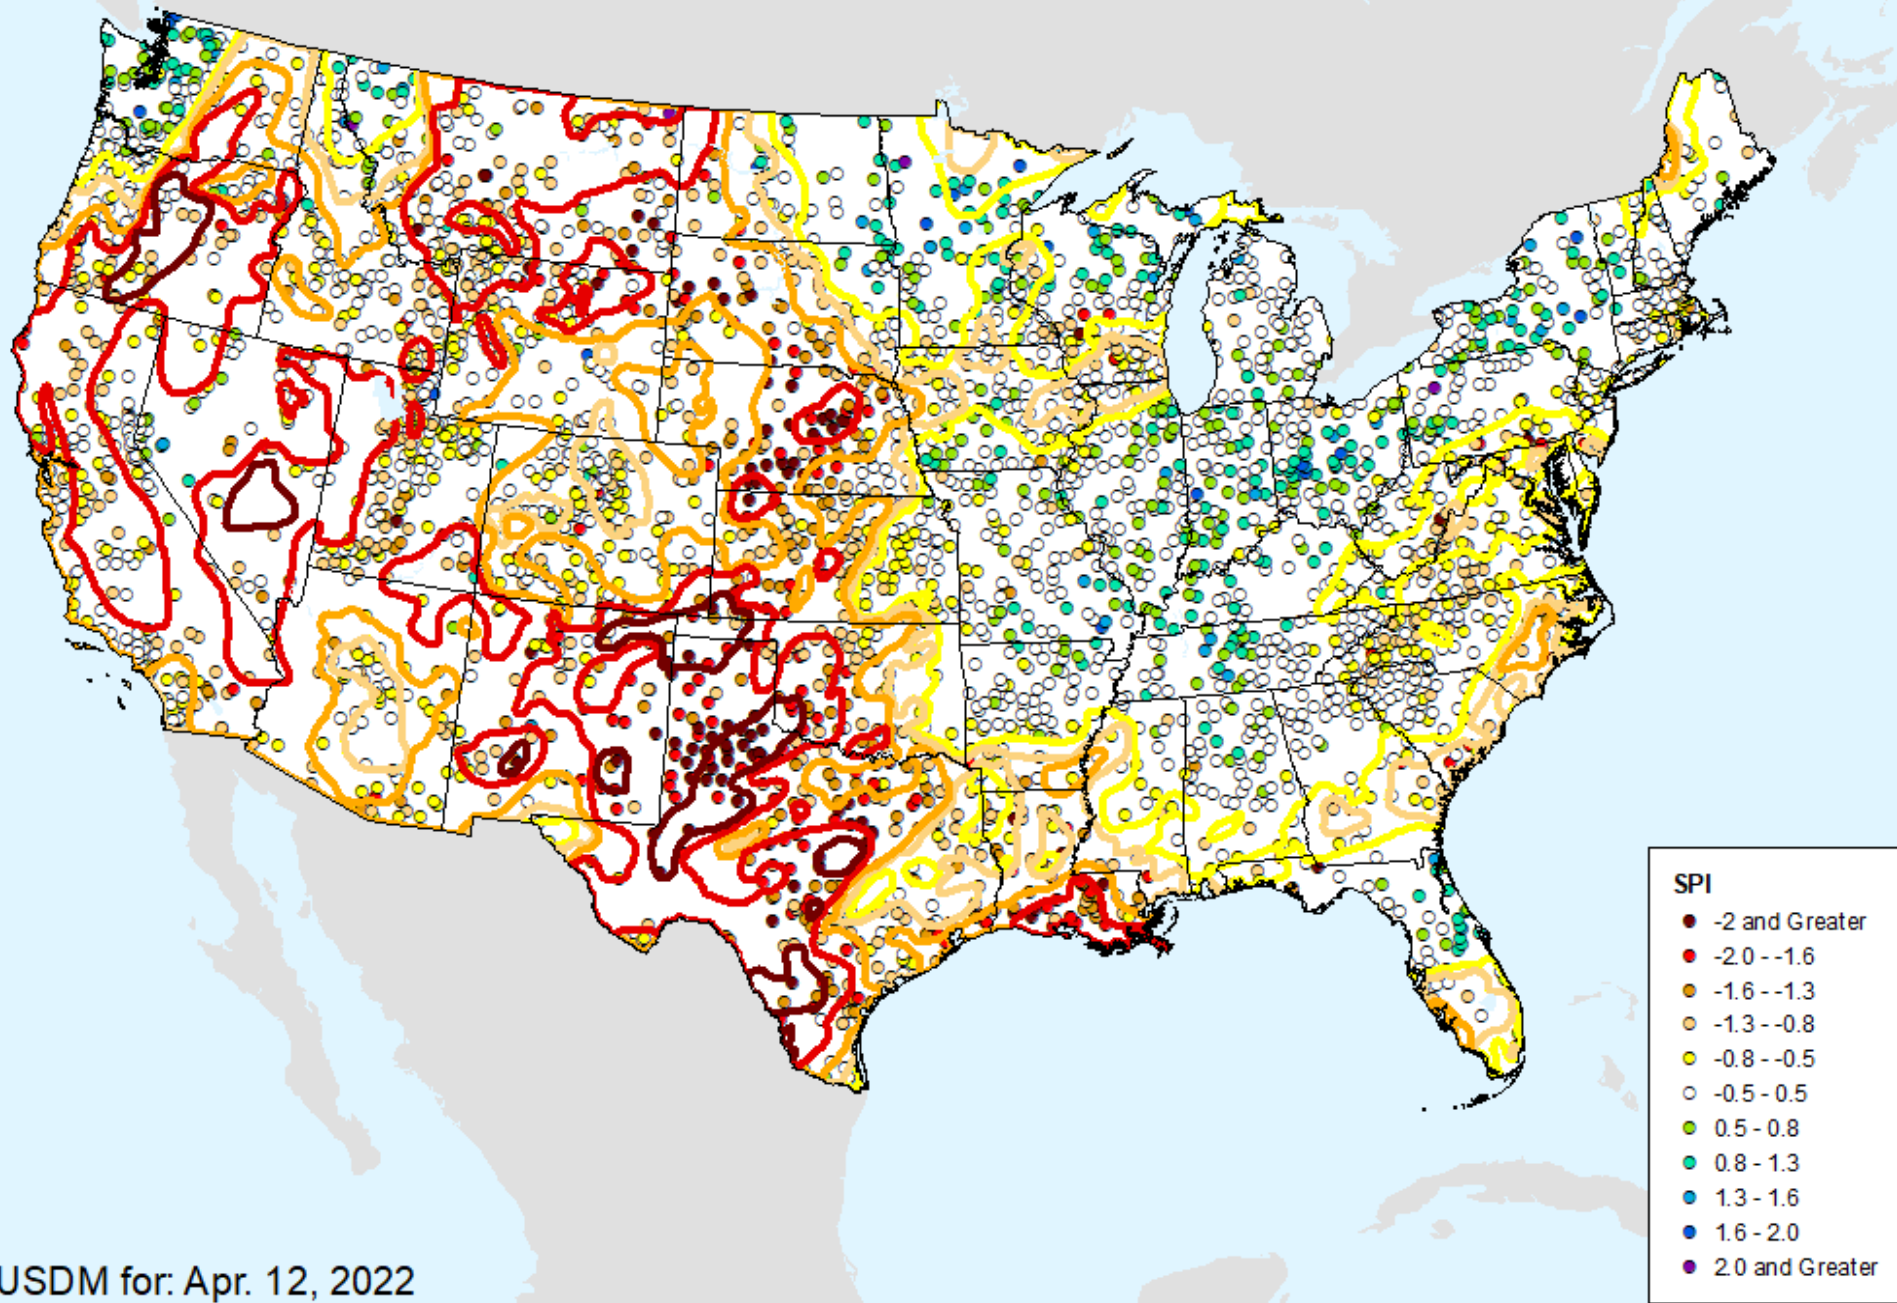 SPI
-2 and Greater
-2.0 - -1.6
-1.6 - -1.3
-1.3 - -0.8
-0.8 - -0.5
-0.5 - 0.5
0.5 - 0.8
0.8 - 1.3
1.3 - 1.6
1.6 - 2.0
2.0 and Greater
USDM for: Apr. 12, 2022